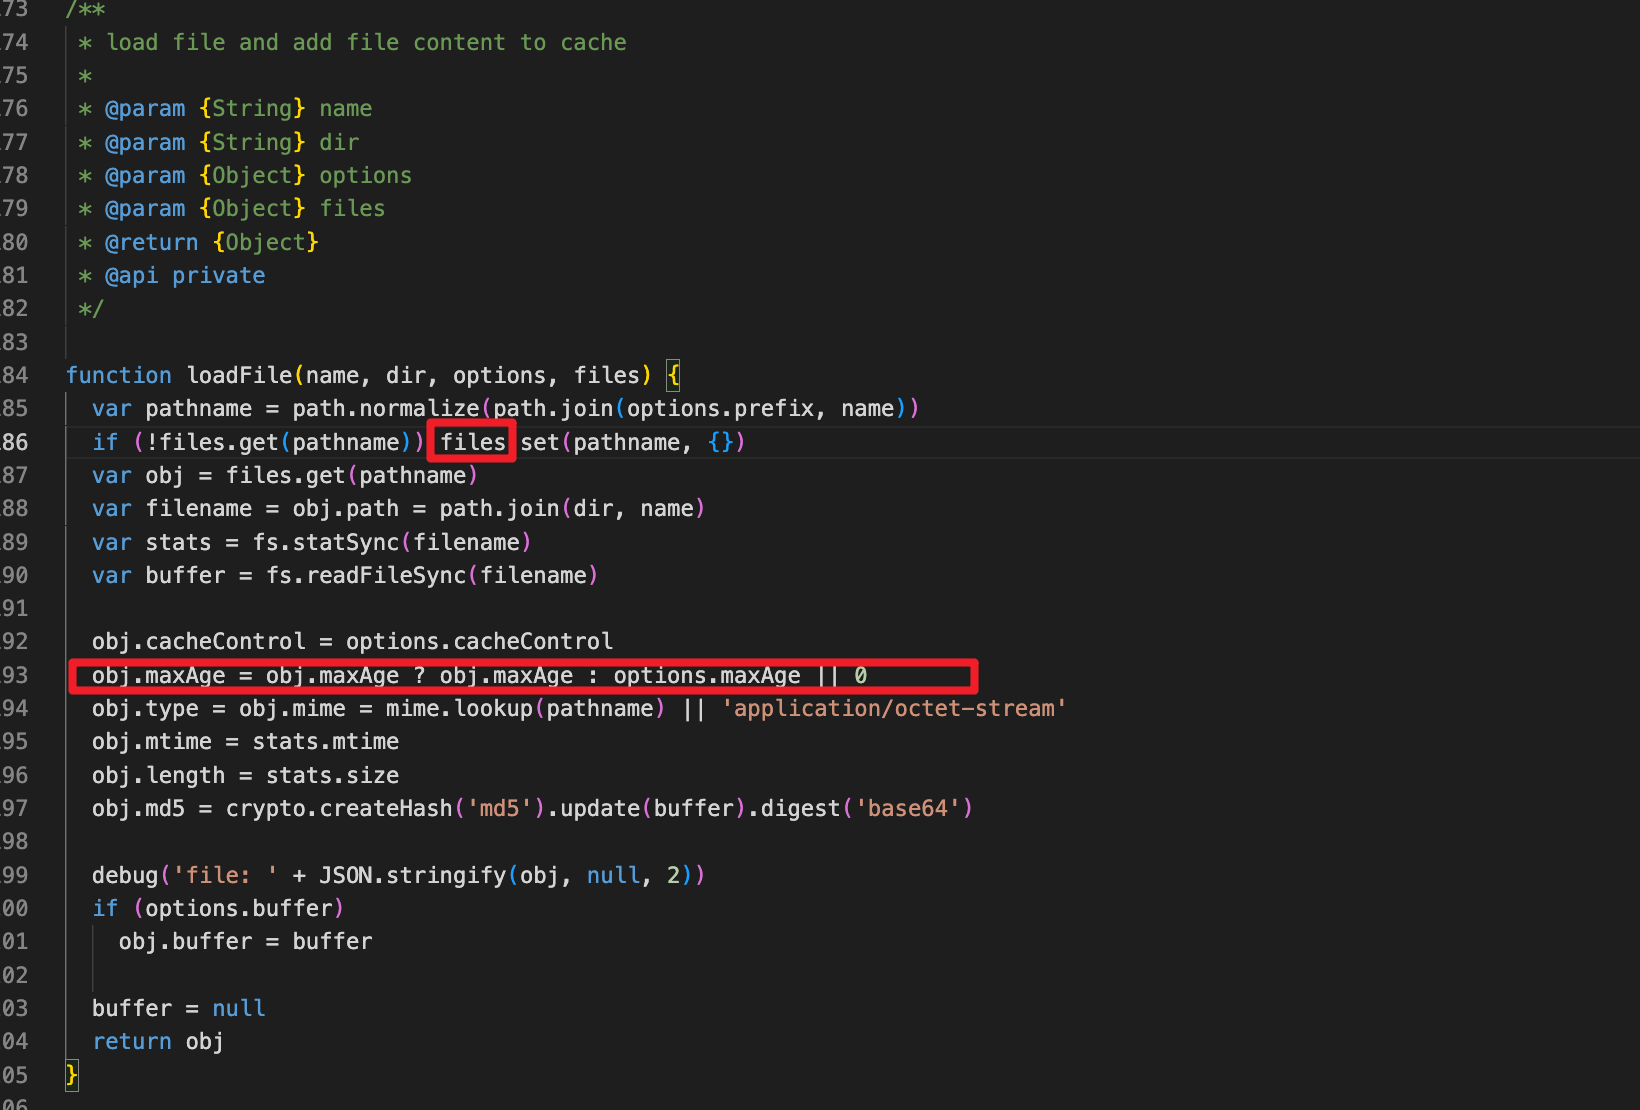 73 /**
74  * load file and add file content to cache
75  *
76  * @param {String} name
77  * @param {String} dir
78  * @param {Object} options
79  * @param {Object} files
80  * @return {Object}
81  * @api private
82  */
83
84 function loadFile(name, dir, options, files) {
85   var pathname = path.normalize(path.join(options.prefix, name))
86   if (!files.get(pathname)) files.set(pathname, {})
87   var obj = files.get(pathname)
88   var filename = obj.path = path.join(dir, name)
89   var stats = fs.statSync(filename)
90   var buffer = fs.readFileSync(filename)
91
92   obj.cacheControl = options.cacheControl
93   obj.maxAge = obj.maxAge ? obj.maxAge : options.maxAge || 0
94   obj.type = obj.mime = mime.lookup(pathname) || 'application/octet-stream'
95   obj.mtime = stats.mtime
96   obj.length = stats.size
97   obj.md5 = crypto.createHash('md5').update(buffer).digest('base64')
98
99   debug('file: ' + JSON.stringify(obj, null, 2))
00   if (options.buffer)
01     obj.buffer = buffer
02
03   buffer = null
04   return obj
05 }
06